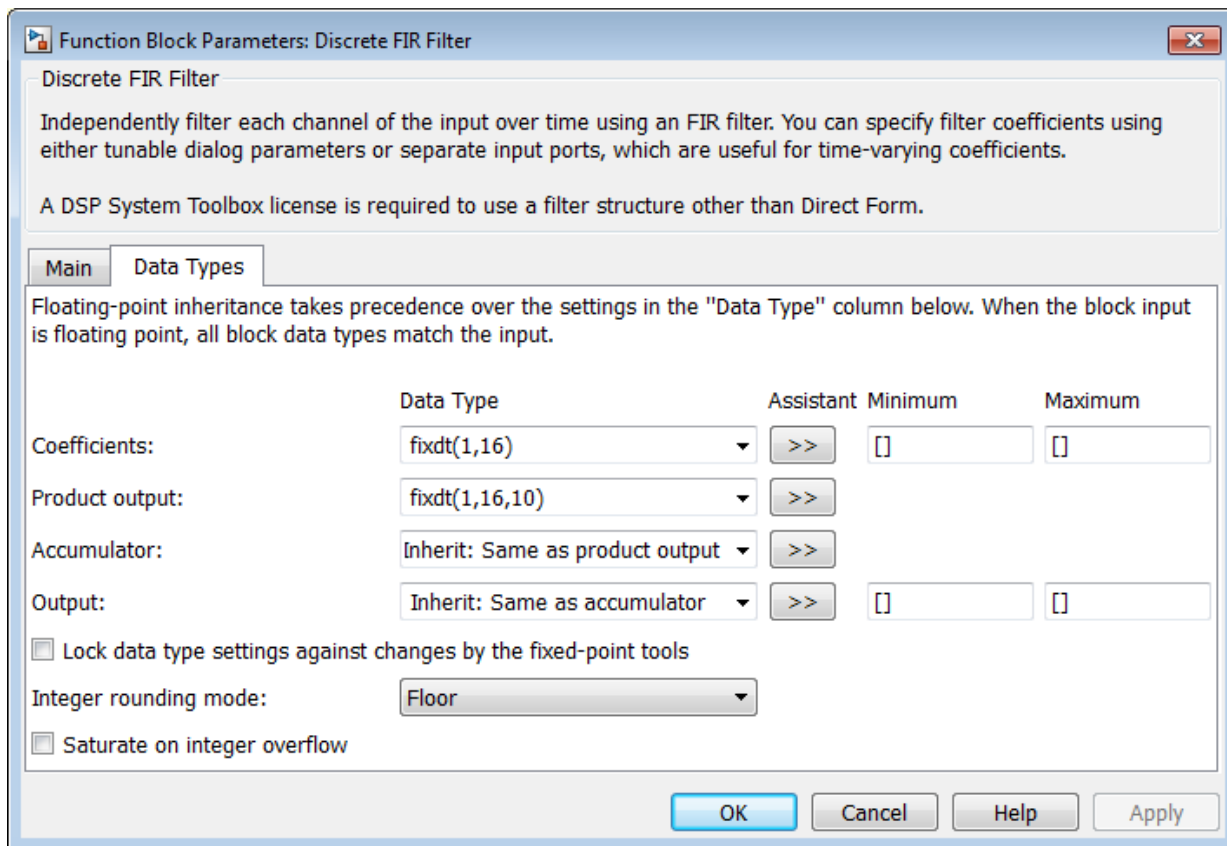 Function Block Parameters: Discrete FIR Filter
Discrete FIR Filter
Independently filter each channel of the input over time using an FIR filter. You can specify filter coefficients using
either tunable dialog parameters or separate input ports, which are useful for time-varying coefficients.
A DSP System Toolbox license is required to use a filter structure other than Direct Form.
Main Data Types
Floating-point inheritance takes precedence over the settings in the "Data Type" column below. When the block input
is floating point, all block data types match the input.
Data Type Assistant Minimum Maximum
Coefficients: fixdt(1,16) >> [] []
Product output: fixdt(1,16,10) >>
Accumulator: Inherit: Same as product output >>
Output: Inherit: Same as accumulator >> [] []
Lock data type settings against changes by the fixed-point tools
Integer rounding mode: Floor
Saturate on integer overflow
OK Cancel Help Apply